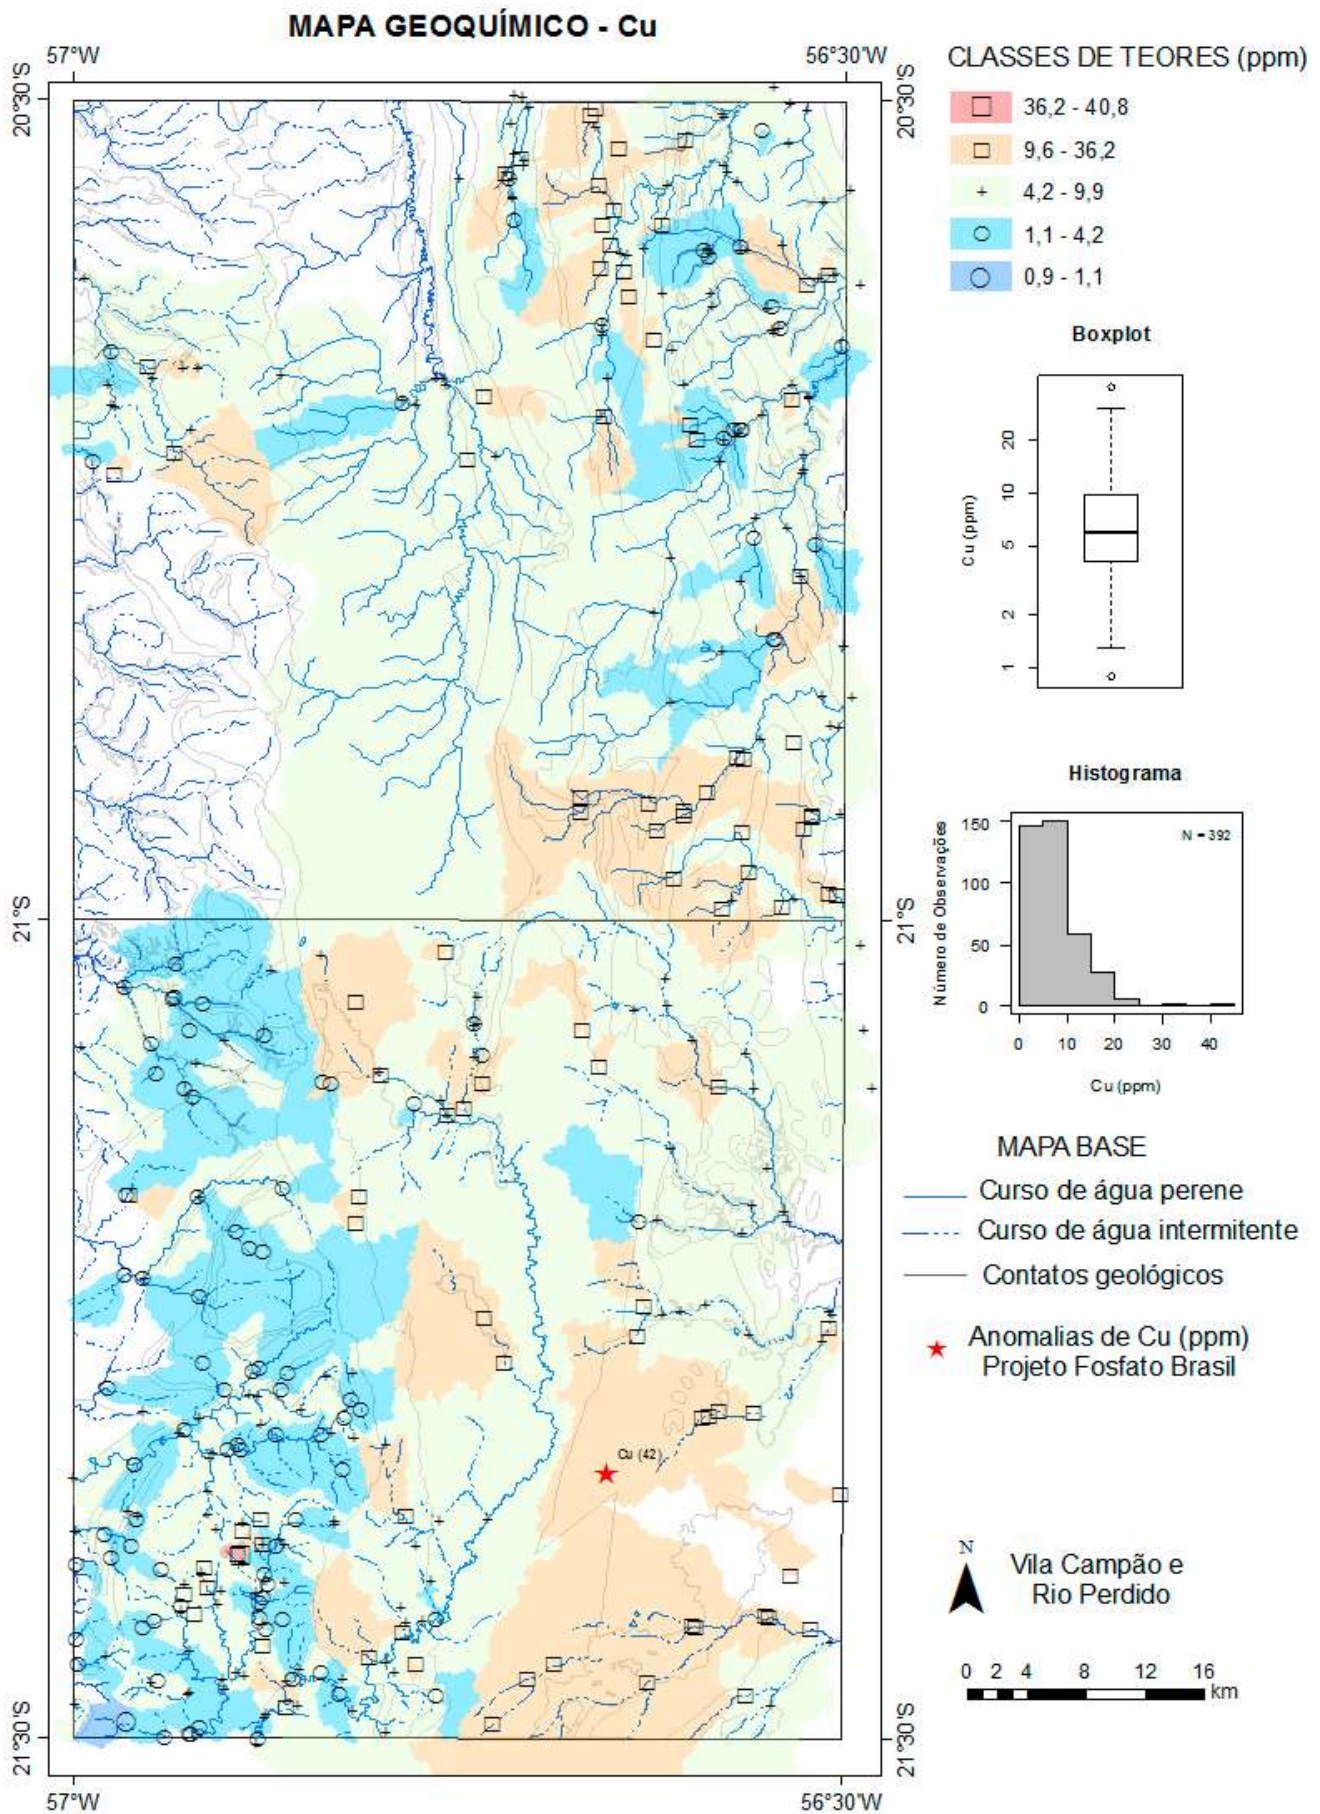 MAPA GEOQUÍMICO - Cu
57°W
56°30'W
20°30'S
20°30'S
CLASSES DE TEORES (ppm)
36,2 - 40,8
9,6 - 36,2
4,2 - 9,9
1,1 - 4,2
0,9 - 1,1
Boxplot
Cu (ppm)
20
10
5
2
1
Histograma
Número de Observações
150
100
50
0
N = 392
0 10 20 30 40
Cu (ppm)
21°S
21°S
MAPA BASE
Curso de água perene
Curso de água intermitente
Contatos geológicos
Anomalias de Cu (ppm)
Projeto Fosfato Brasil
Cu (42)
N
Vila Campão e
Rio Perdido
0 2 4 8 12 16
km
21°30'S
21°30'S
57°W
56°30'W